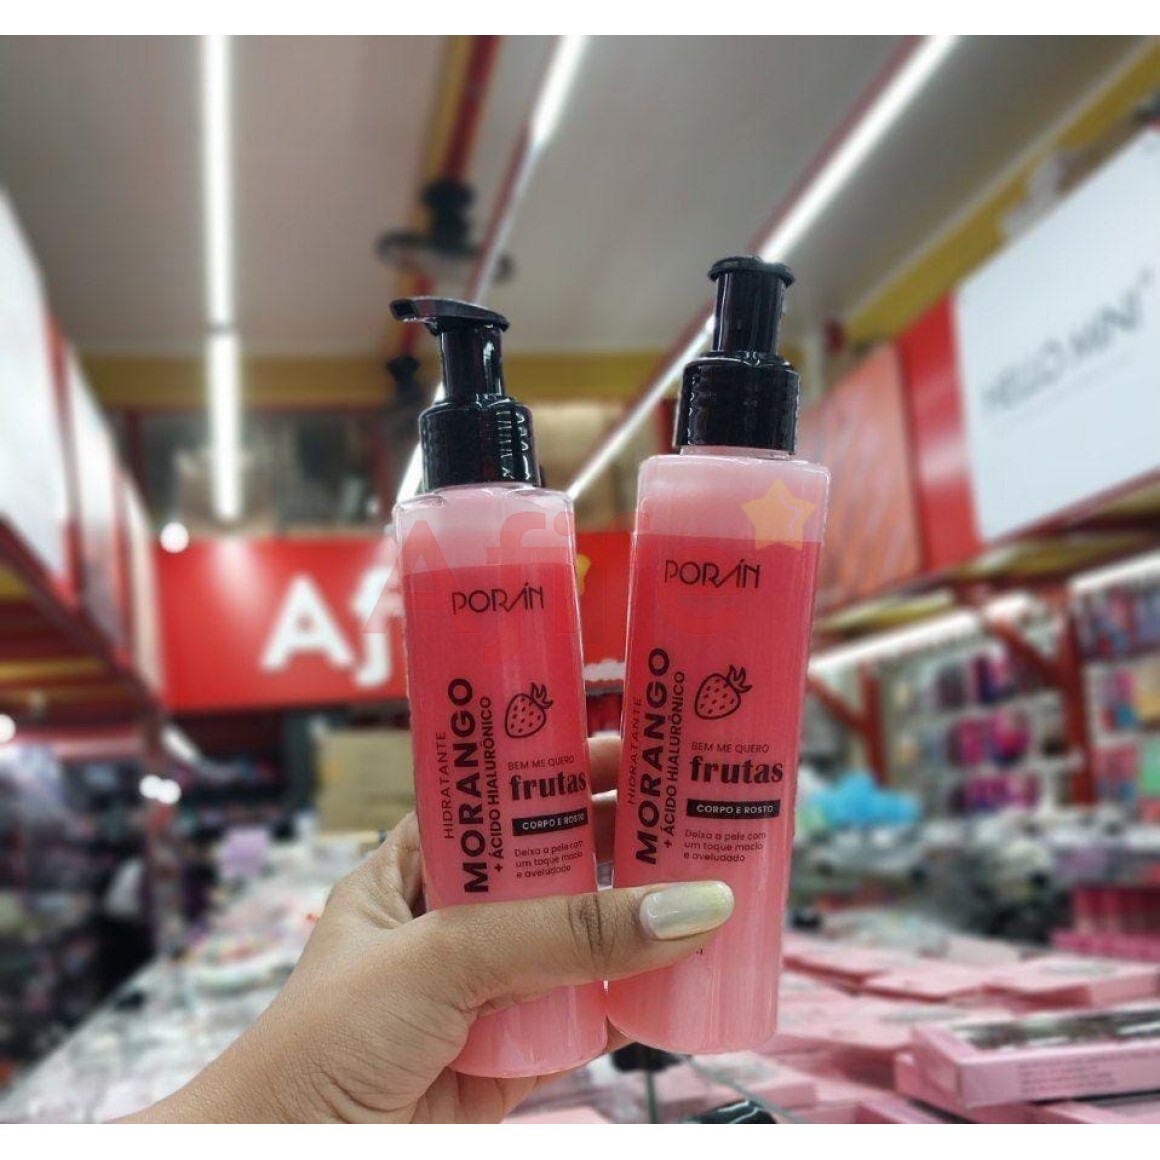 HELLO MINI
Af
Afifi
PORÁN
HIDRATANTE
MORANGO
+ ÁCIDO HIALURÔNICO
BEM ME QUERO
frutas
CORPO E ROSTO
Deixa a pele com
um toque macio
e aveludado
PORÁN
HIDRATANTE
MORANGO
+ ÁCIDO HIALURÔNICO
BEM ME QUERO
frutas
CORPO E ROSTO
Deixa a pele com
um toque macio
e aveludado